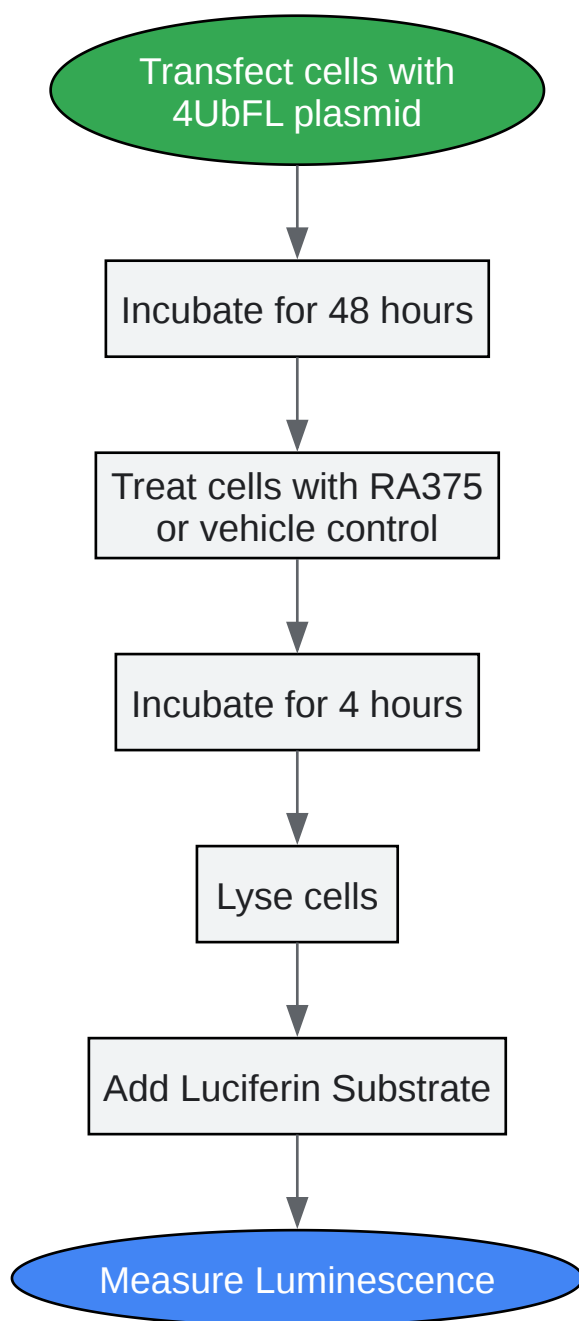 Transfect cells with
4UbFL plasmid
Incubate for 48 hours
Treat cells with RA375
or vehicle control
Incubate for 4 hours
Lyse cells
Add Luciferin Substrate
Measure Luminescence